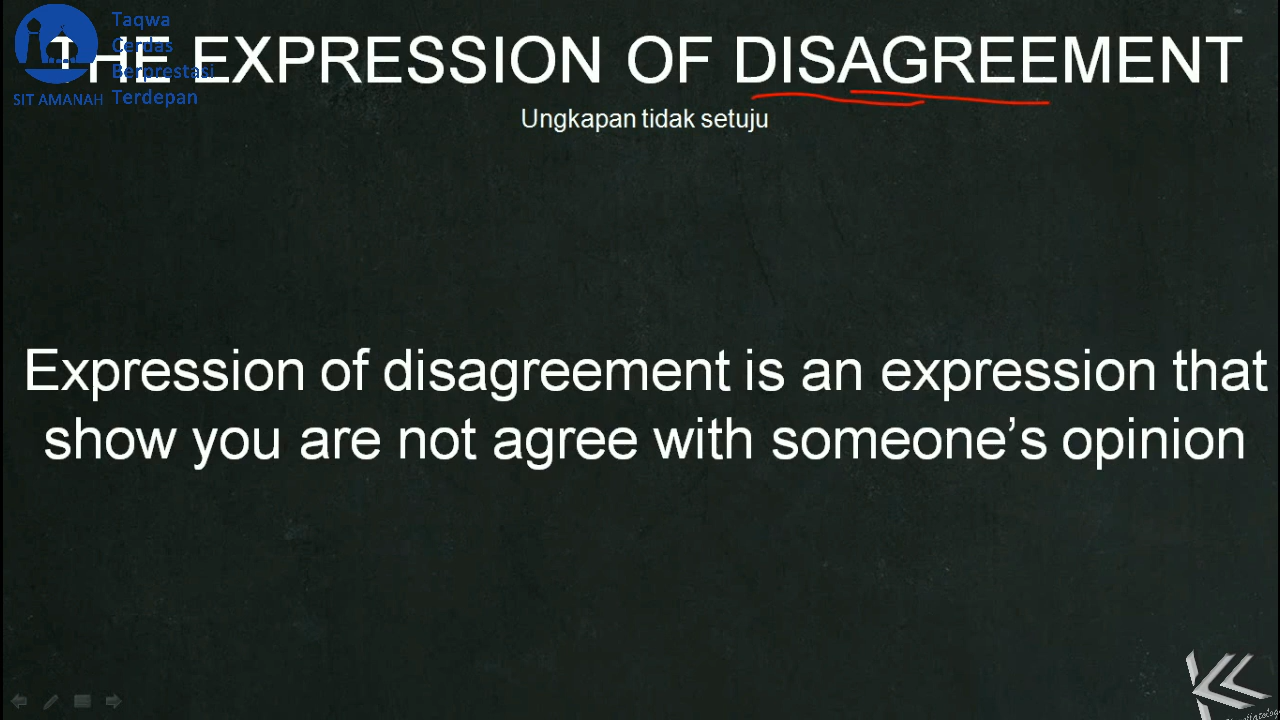 Taqwa
Cerdas
Berprestasi
Terdepan
SIT AMANAH
THE EXPRESSION OF DISAGREEMENT
Ungkapan tidak setuju
Expression of disagreement is an expression that
show you are not agree with someone’s opinion